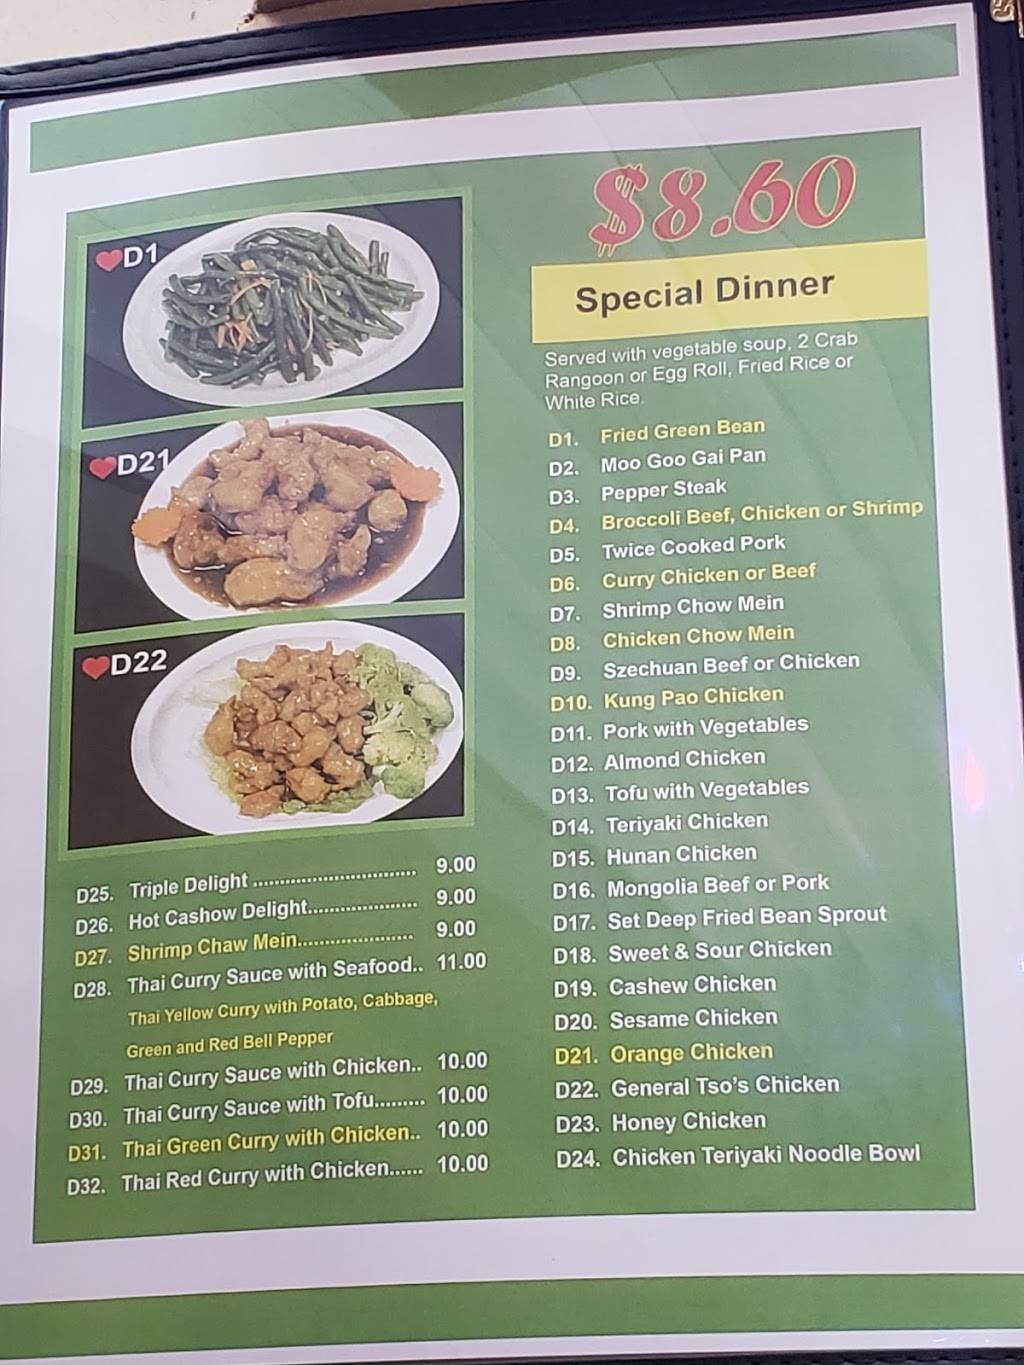 $8.60
Special Dinner
Served with vegetable soup, 2 Crab
Rangoon or Egg Roll, Fried Rice or
White Rice.
D1. Fried Green Bean
D2. Moo Goo Gai Pan
D3. Pepper Steak
D4. Broccoli Beef, Chicken or Shrimp
D5. Twice Cooked Pork
D6. Curry Chicken or Beef
D7. Shrimp Chow Mein
D8. Chicken Chow Mein
D9. Szechuan Beef or Chicken
D10. Kung Pao Chicken
D11. Pork with Vegetables
D12. Almond Chicken
D13. Tofu with Vegetables
D14. Teriyaki Chicken
D15. Hunan Chicken
D16. Mongolia Beef or Pork
D17. Set Deep Fried Bean Sprout
D18. Sweet & Sour Chicken
D19. Cashew Chicken
D20. Sesame Chicken
D21. Orange Chicken
D22. General Tso's Chicken
D23. Honey Chicken
D24. Chicken Teriyaki Noodle Bowl
❤D1
❤D21
❤D22
D25. Triple Delight ................................ 9.00
D26. Hot Cashow Delight..................... 9.00
D27. Shrimp Chaw Mein...................... 9.00
D28. Thai Curry Sauce with Seafood.. 11.00
Thai Yellow Curry with Potato, Cabbage,
Green and Red Bell Pepper
D29. Thai Curry Sauce with Chicken.. 10.00
D30. Thai Curry Sauce with Tofu......... 10.00
D31. Thai Green Curry with Chicken.. 10.00
D32. Thai Red Curry with Chicken...... 10.00